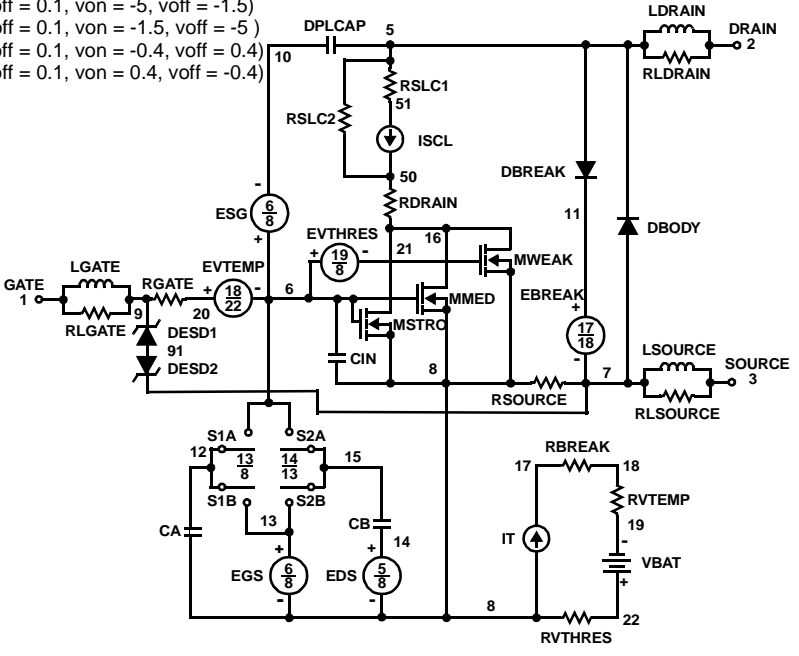 off = 0.1, von = -5, voff = -1.5)
off = 0.1, von = -1.5, voff = -5 )
off = 0.1, von = -0.4, voff = 0.4)
off = 0.1, von = 0.4, voff = -0.4)
DPLCAP
10
5
LDRAIN
DRAIN
2
RLDRAIN
RSLC1
51
RSLC2
ISCL
50
RDRAIN
DBREAK
11
DBODY
-
ESG
6
8
+
EVTHRES
+
19
8
-
16
21
MWEAK
LGATE
GATE
1
RLGATE
RGATE
9
20
EVTEMP
+
18
22
-
6
MMED
MSTRO
EBREAK
+
17
18
-
DESD1
91
DESD2
CIN
8
RSOURCE
7
LSOURCE
SOURCE
3
RLSOURCE
S1A
S2A
12
13
8
14
13
15
S1B
S2B
13
CA
CB
14
+
EGS
6
8
-
+
EDS
5
8
-
RBREAK
17
18
RVTEMP
19
IT
-
VBAT
+
8
22
RVTHRES